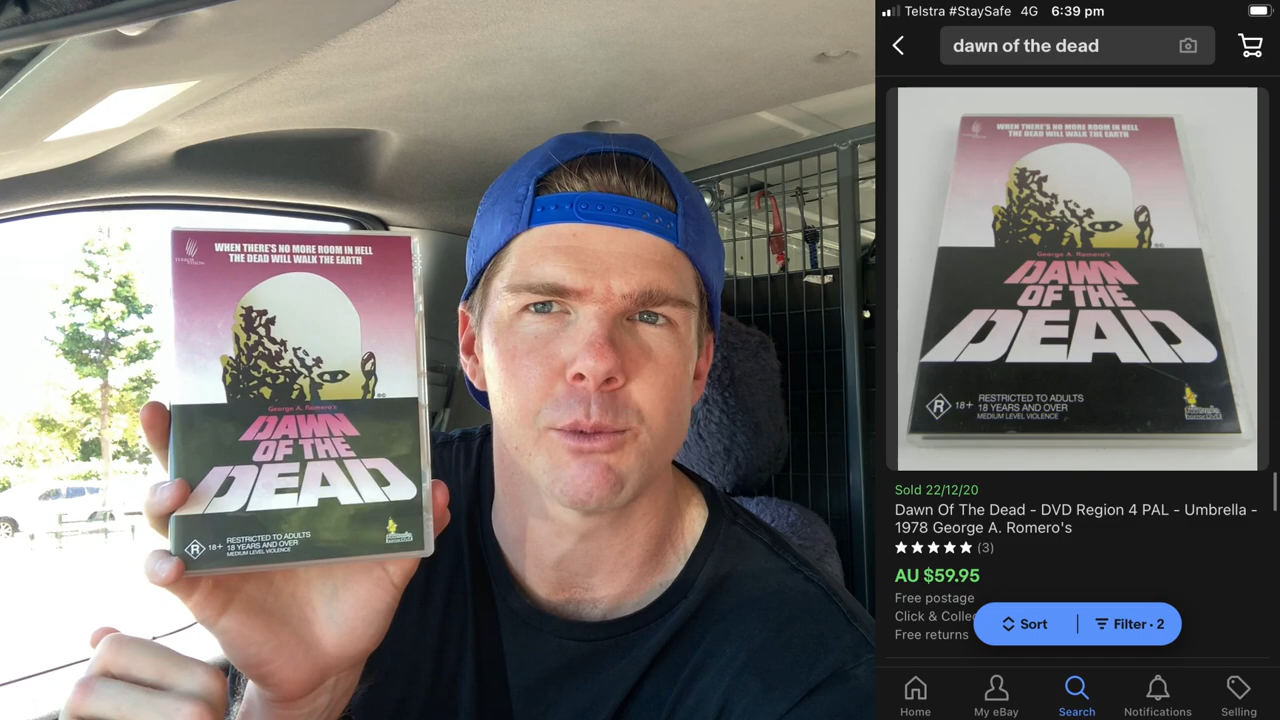 WHEN THERE'S NO MORE ROOM IN HELL
THE DEAD WILL WALK THE EARTH
George A. Romero's
DAWN
OF THE
DEAD
R 18+ RESTRICTED TO ADULTS
18 YEARS AND OVER
MEDIUM LEVEL VIOLENCE
Telstra #StaySafe 4G 6:39 pm
dawn of the dead
WHEN THERE'S NO MORE ROOM IN HELL
THE DEAD WILL WALK THE EARTH
George A. Romero's
DAWN
OF THE
DEAD
R 18+ RESTRICTED TO ADULTS
18 YEARS AND OVER
MEDIUM LEVEL VIOLENCE
Sold 22/12/20
Dawn Of The Dead - DVD Region 4 PAL - Umbrella -
1978 George A. Romero's
(3)
AU $59.95
Free postage
Click & Collec
Free returns
Sort
Filter · 2
Home
My eBay
Search
Notifications
Selling